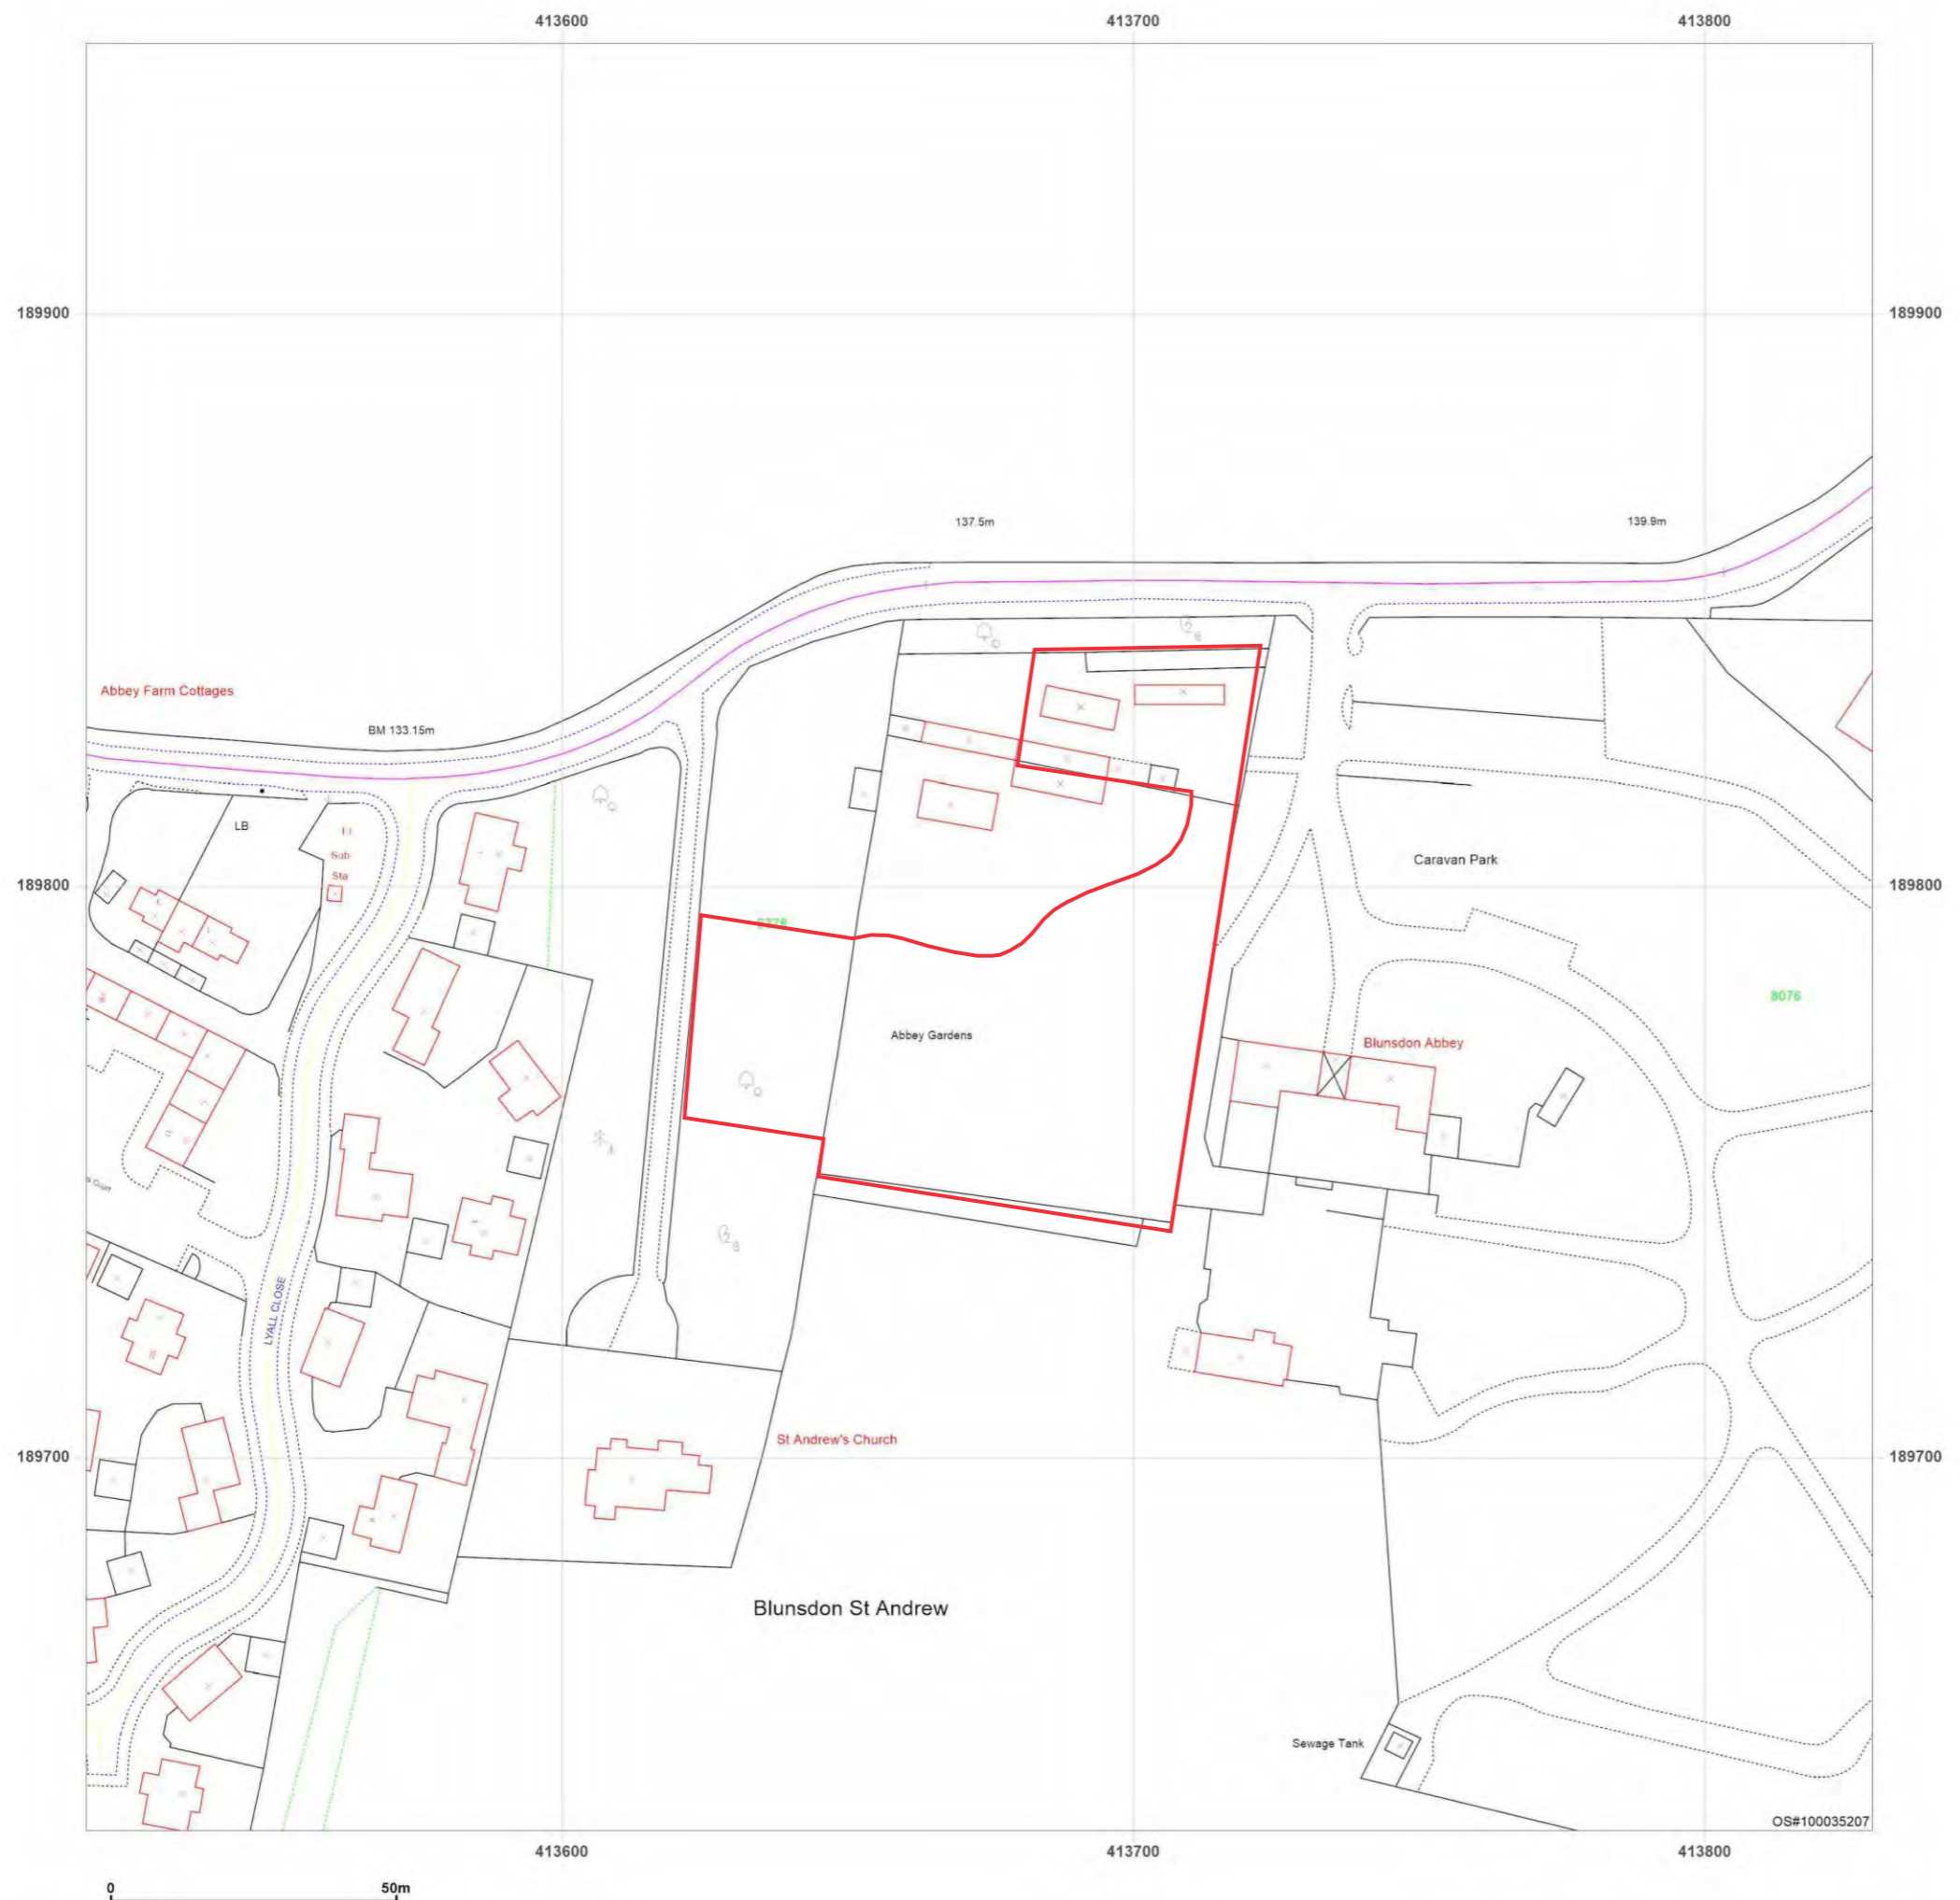 413600 413700 413800
189900 189900
137.5m 139.9m
Abbey Farm Cottages
BM 133.15m
LB
El
Sub
Sta
Caravan Park
189800 189800
8076
Abbey Gardens
Blunsdon Abbey
LYALL CLOSE
St Andrew's Church
189700 189700
Blunsdon St Andrew
Sewage Tank
OS#100035207
413600 413700 413800
0 50m